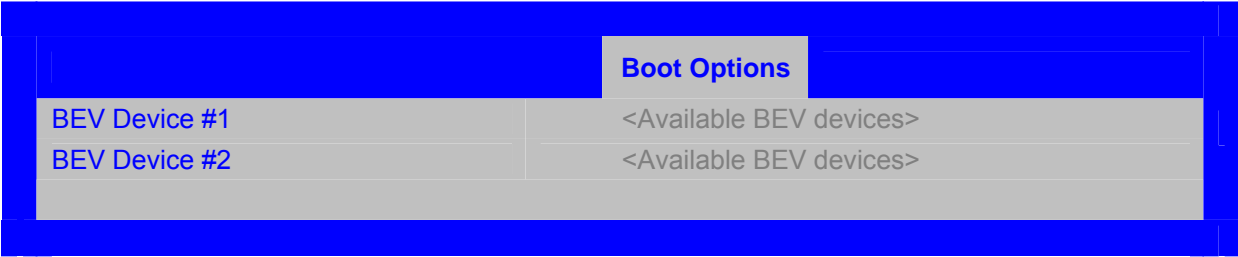 Boot Options
BEV Device #1 <Available BEV devices>
BEV Device #2 <Available BEV devices>